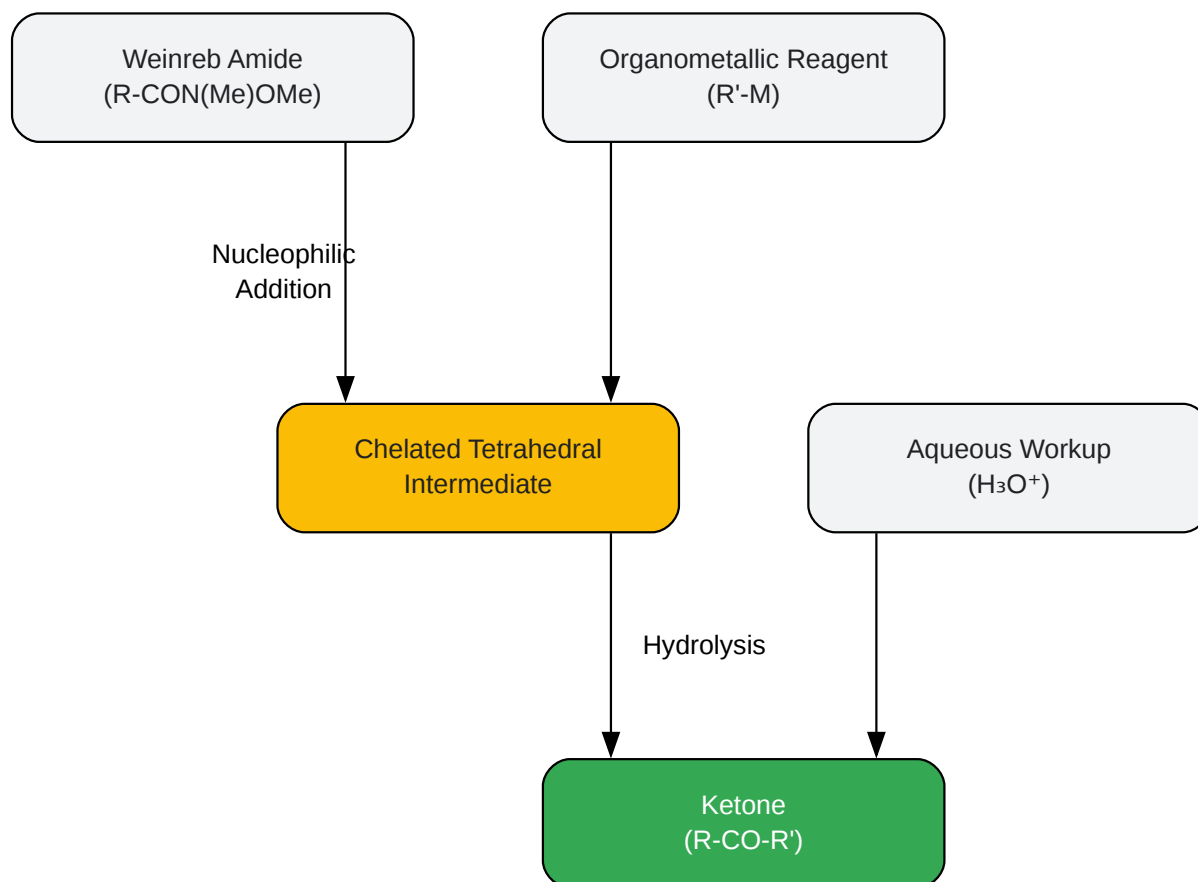 Weinreb Amide
(R-CON(Me)OMe)
Organometallic Reagent
(R'-M)
Nucleophilic
Addition
Chelated Tetrahedral
Intermediate
Aqueous Workup
(H₃O⁺)
Hydrolysis
Ketone
(R-CO-R')